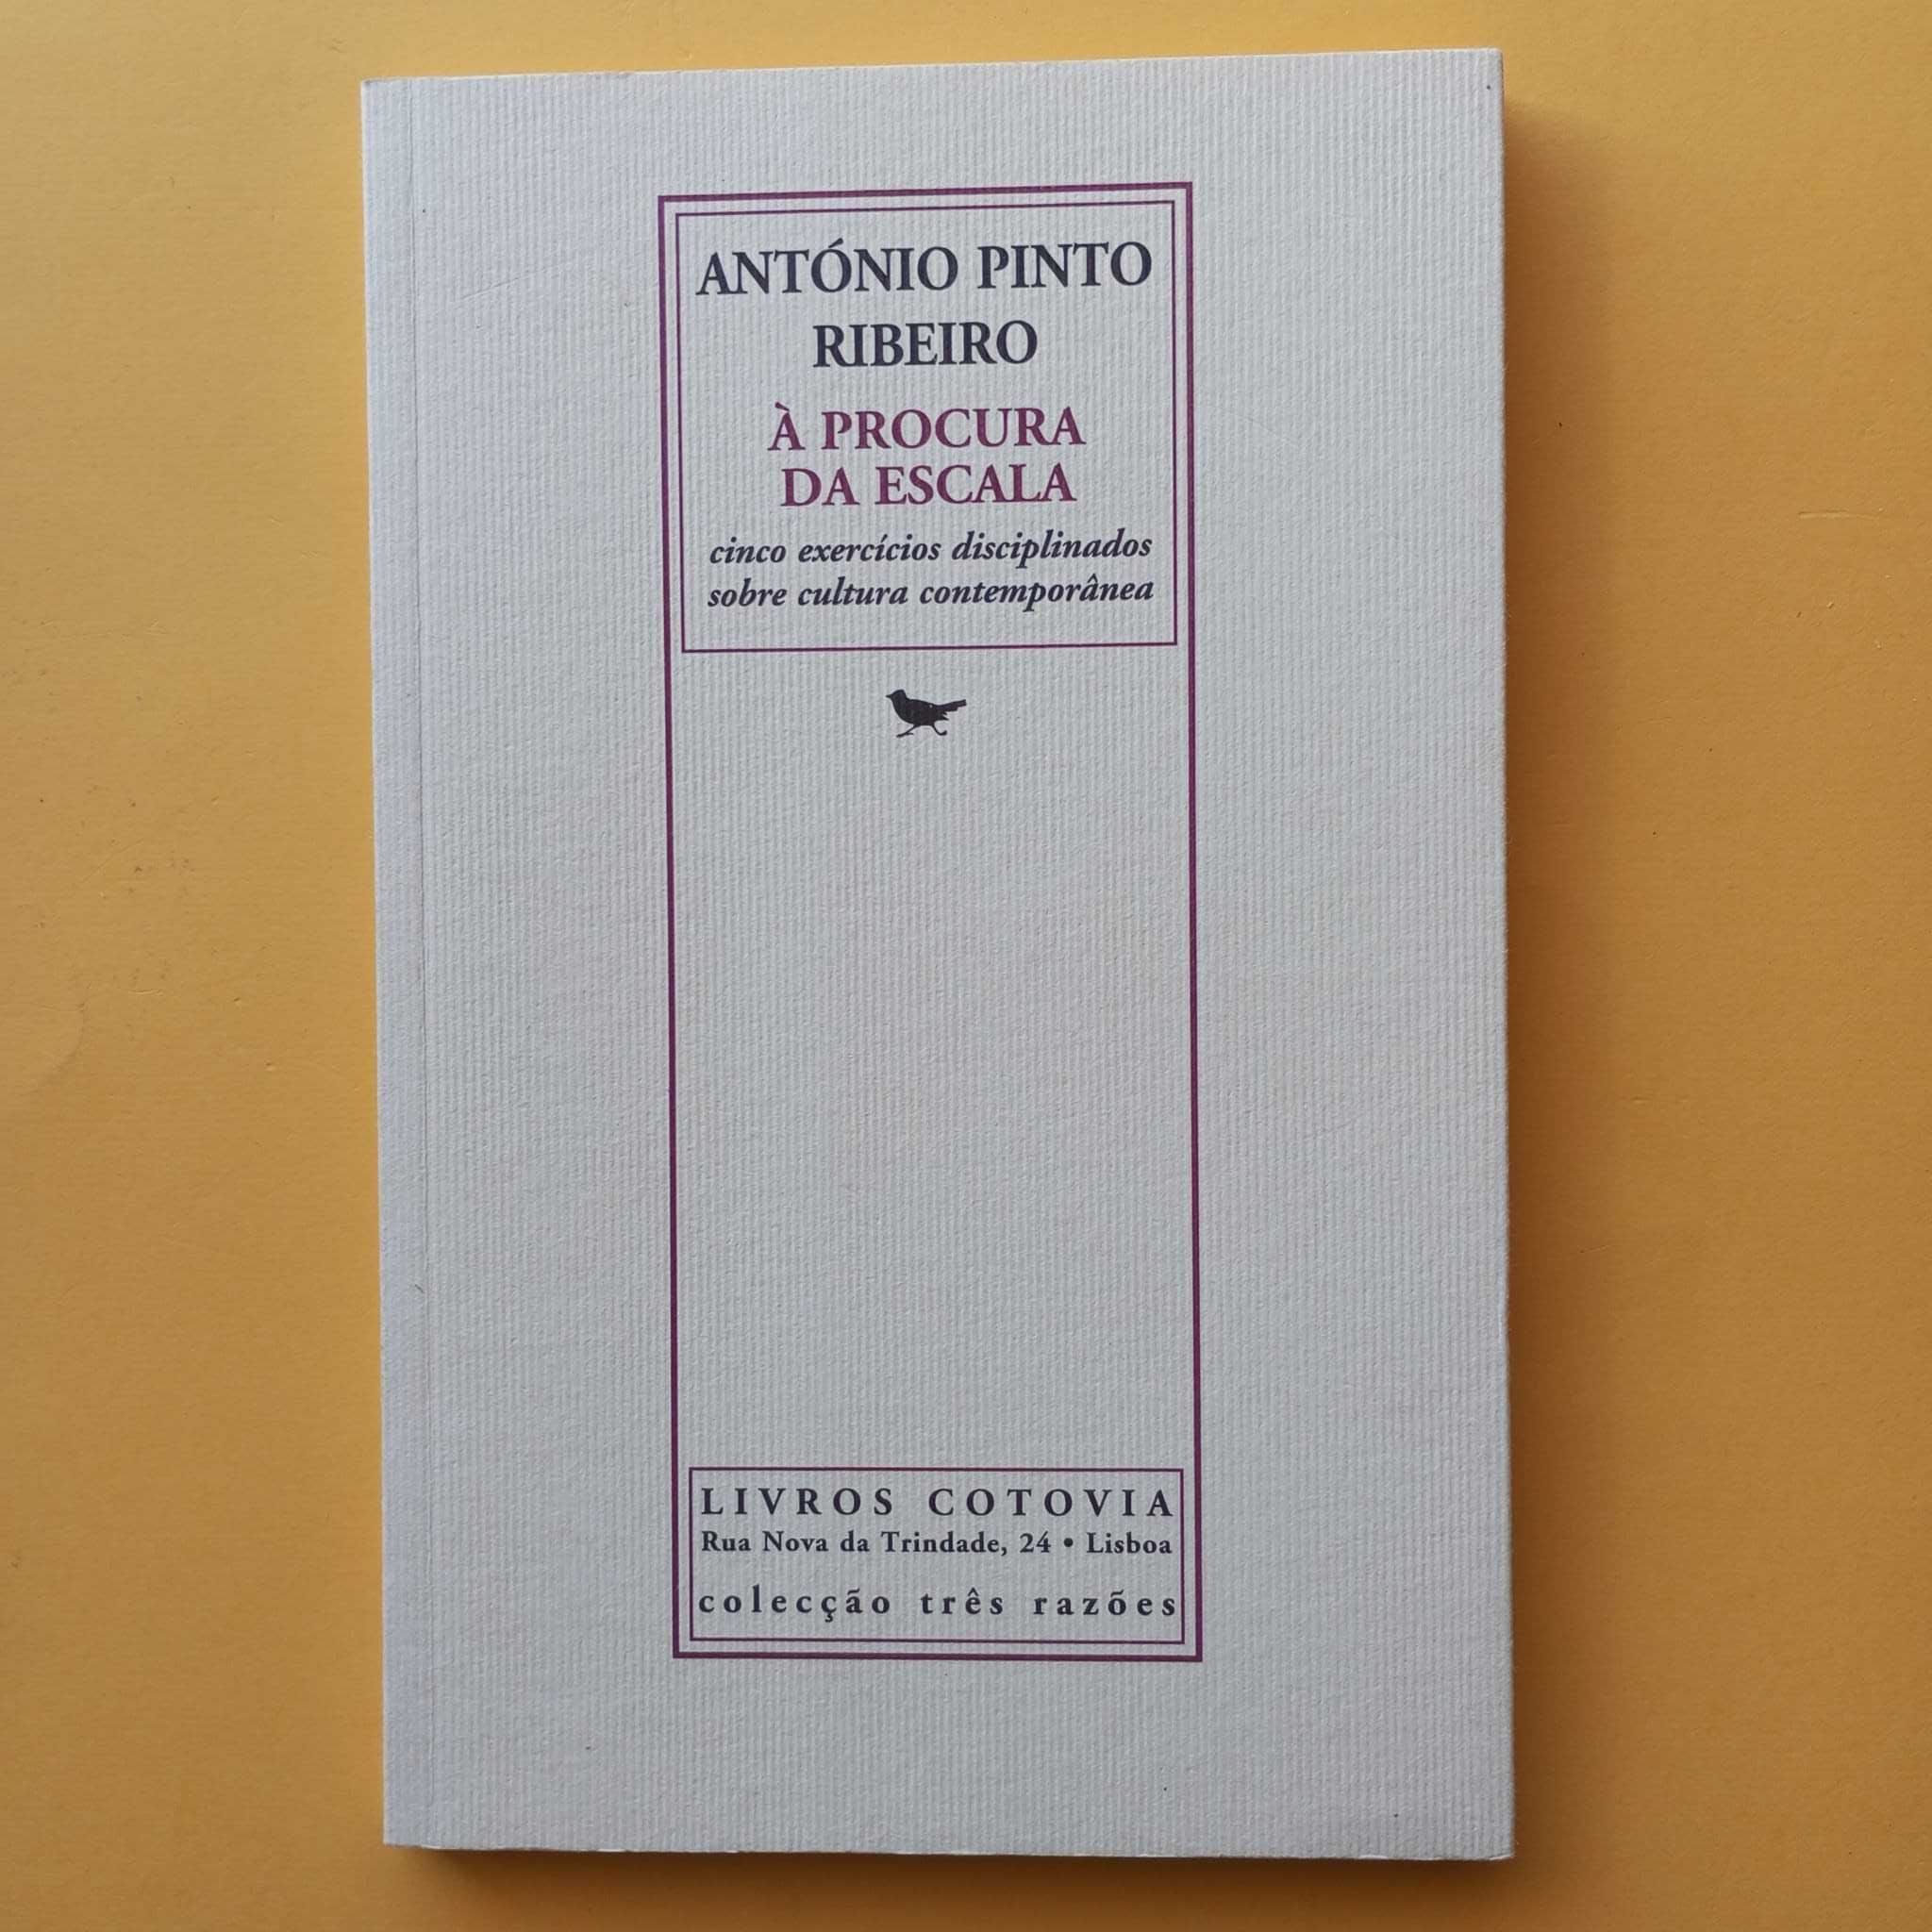 ANTÓNIO PINTO
RIBEIRO
À PROCURA
DA ESCALA
cinco exercícios disciplinados
sobre cultura contemporânea
LIVROS COTOVIA
Rua Nova da Trindade, 24 • Lisboa
colecção três razões